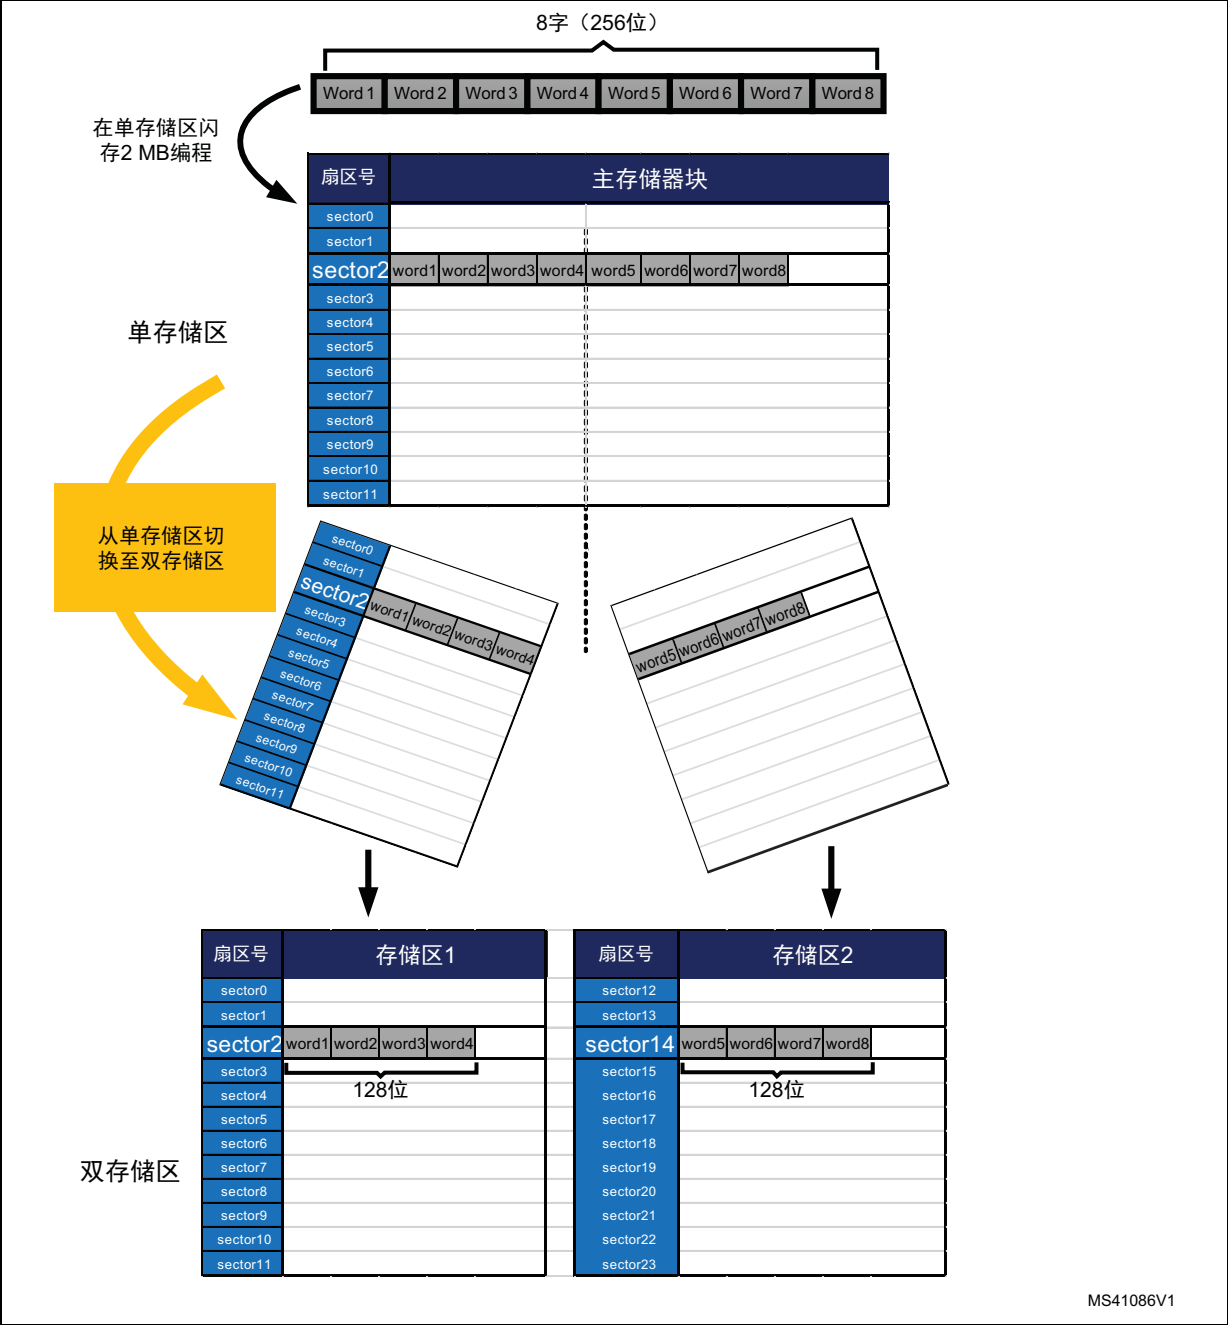 8字（256位）
Word 1 Word 2 Word 3 Word 4 Word 5 Word 6 Word 7 Word 8
在单存储区闪
存2 MB编程
扇区号 主存储器块
sector0
sector1
sector2 word1 word2 word3 word4 word5 word6 word7 word8
sector3
sector4
sector5
sector6
sector7
sector8
sector9
sector10
sector11
单存储区
从单存储区切
换至双存储区
sector0
sector1
sector2 word1 word2 word3 word4
sector3
sector4
sector5
sector6
sector7
sector8
sector9
sector10
sector11
word5 word6 word7 word8
扇区号 存储区1
sector0
sector1
sector2 word1 word2 word3 word4
sector3
128位
sector4
sector5
sector6
sector7
sector8
sector9
sector10
sector11
扇区号 存储区2
sector12
sector13
sector14 word5 word6 word7 word8
sector15
128位
sector16
sector17
sector18
sector19
sector20
sector21
sector22
sector23
双存储区
MS41086V1